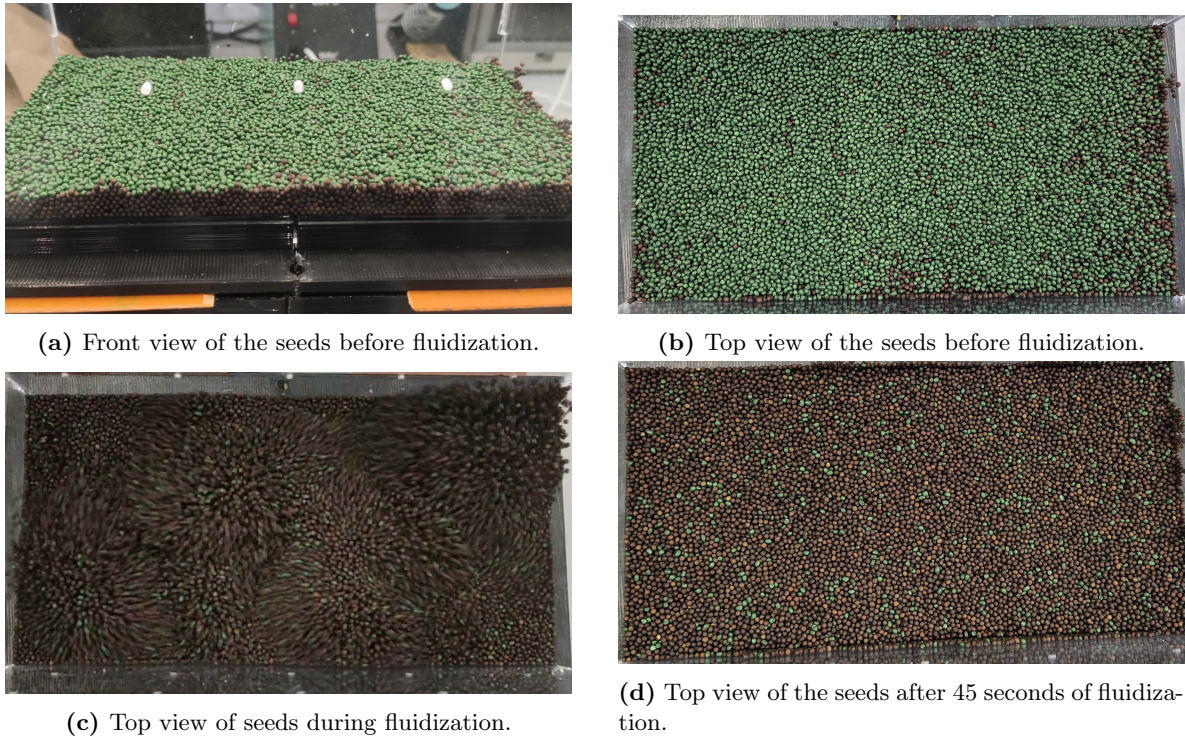 (a) Front view of the seeds before fluidization.
(b) Top view of the seeds before fluidization.
(c) Top view of seeds during fluidization.
(d) Top view of the seeds after 45 seconds of fluidiza-
tion.